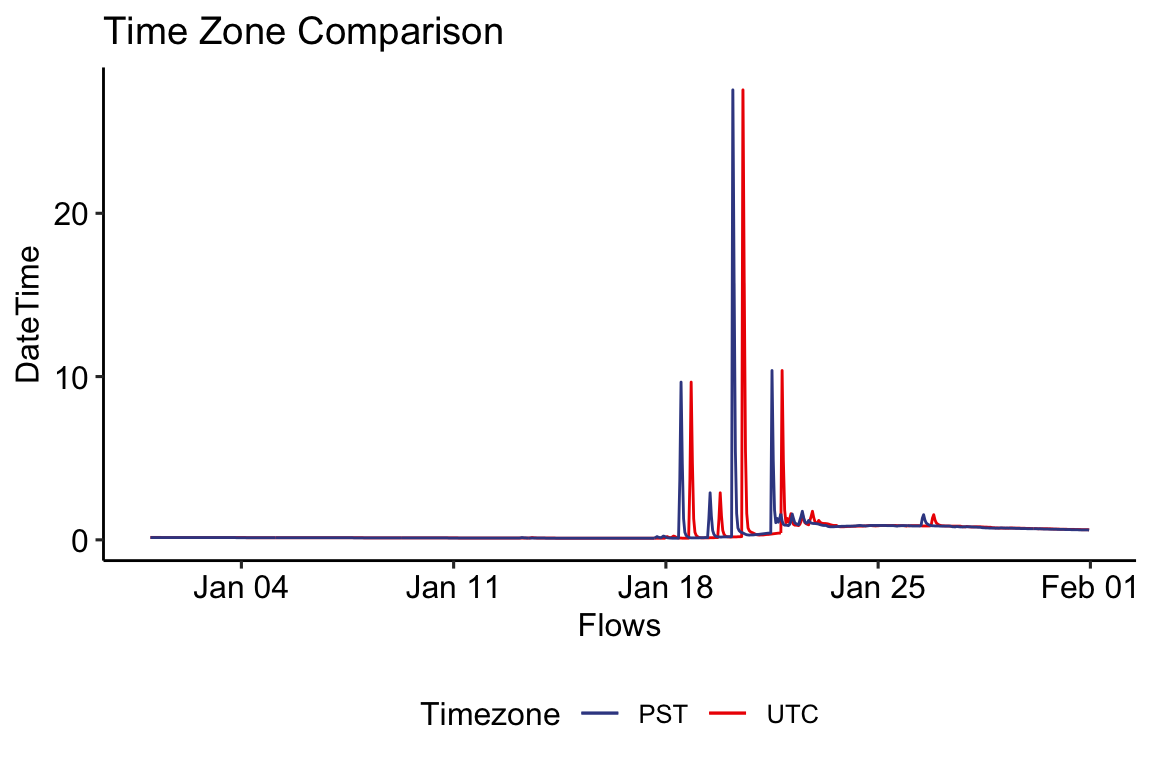 Time Zone Comparison
DateTime
20
10
0
Jan 04 Jan 11 Jan 18 Jan 25 Feb 01
Flows
Timezone PST UTC